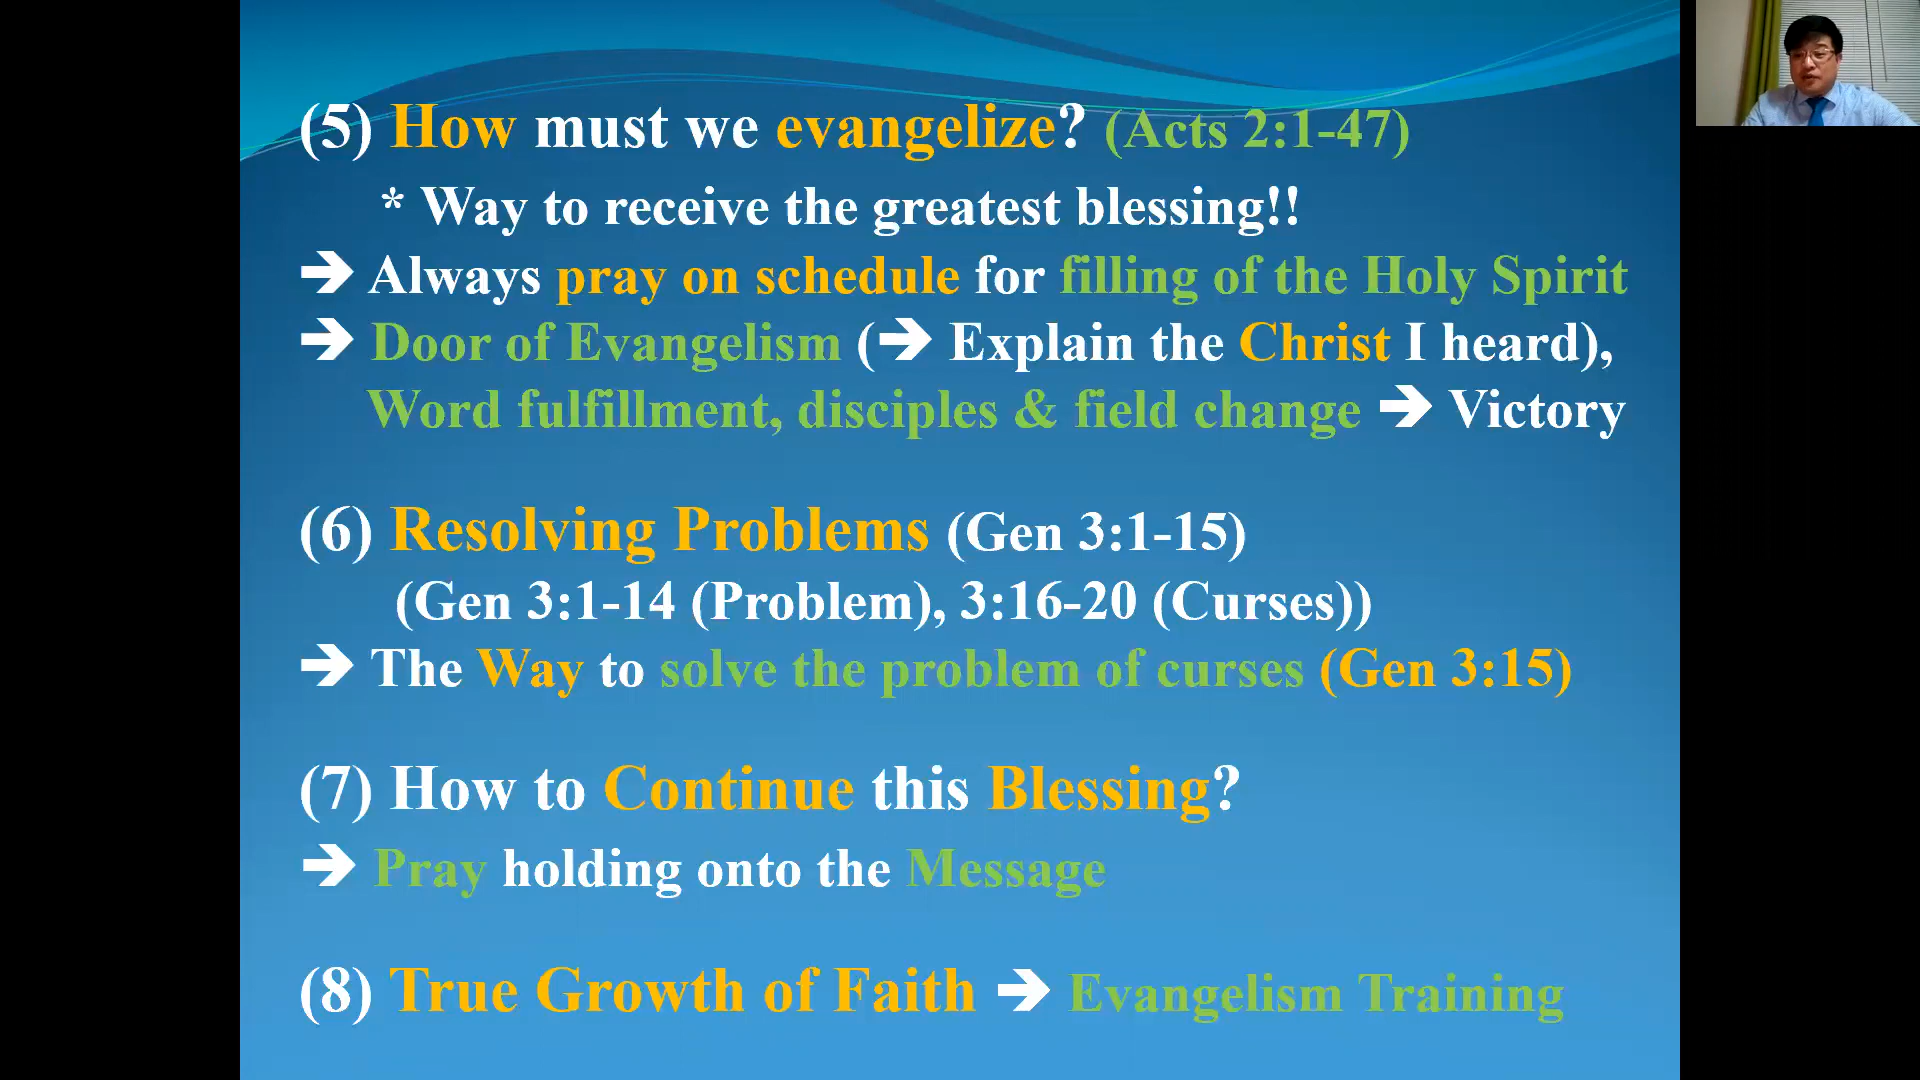 (5) How must we evangelize? (Acts 2:1-47)
* Way to receive the greatest blessing!!
➔ Always pray on schedule for filling of the Holy Spirit
➔ Door of Evangelism (➔ Explain the Christ I heard),
Word fulfillment, disciples & field change ➔ Victory
(6) Resolving Problems (Gen 3:1-15)
(Gen 3:1-14 (Problem), 3:16-20 (Curses))
➔ The Way to solve the problem of curses (Gen 3:15)
(7) How to Continue this Blessing?
➔ Pray holding onto the Message
(8) True Growth of Faith ➔ Evangelism Training